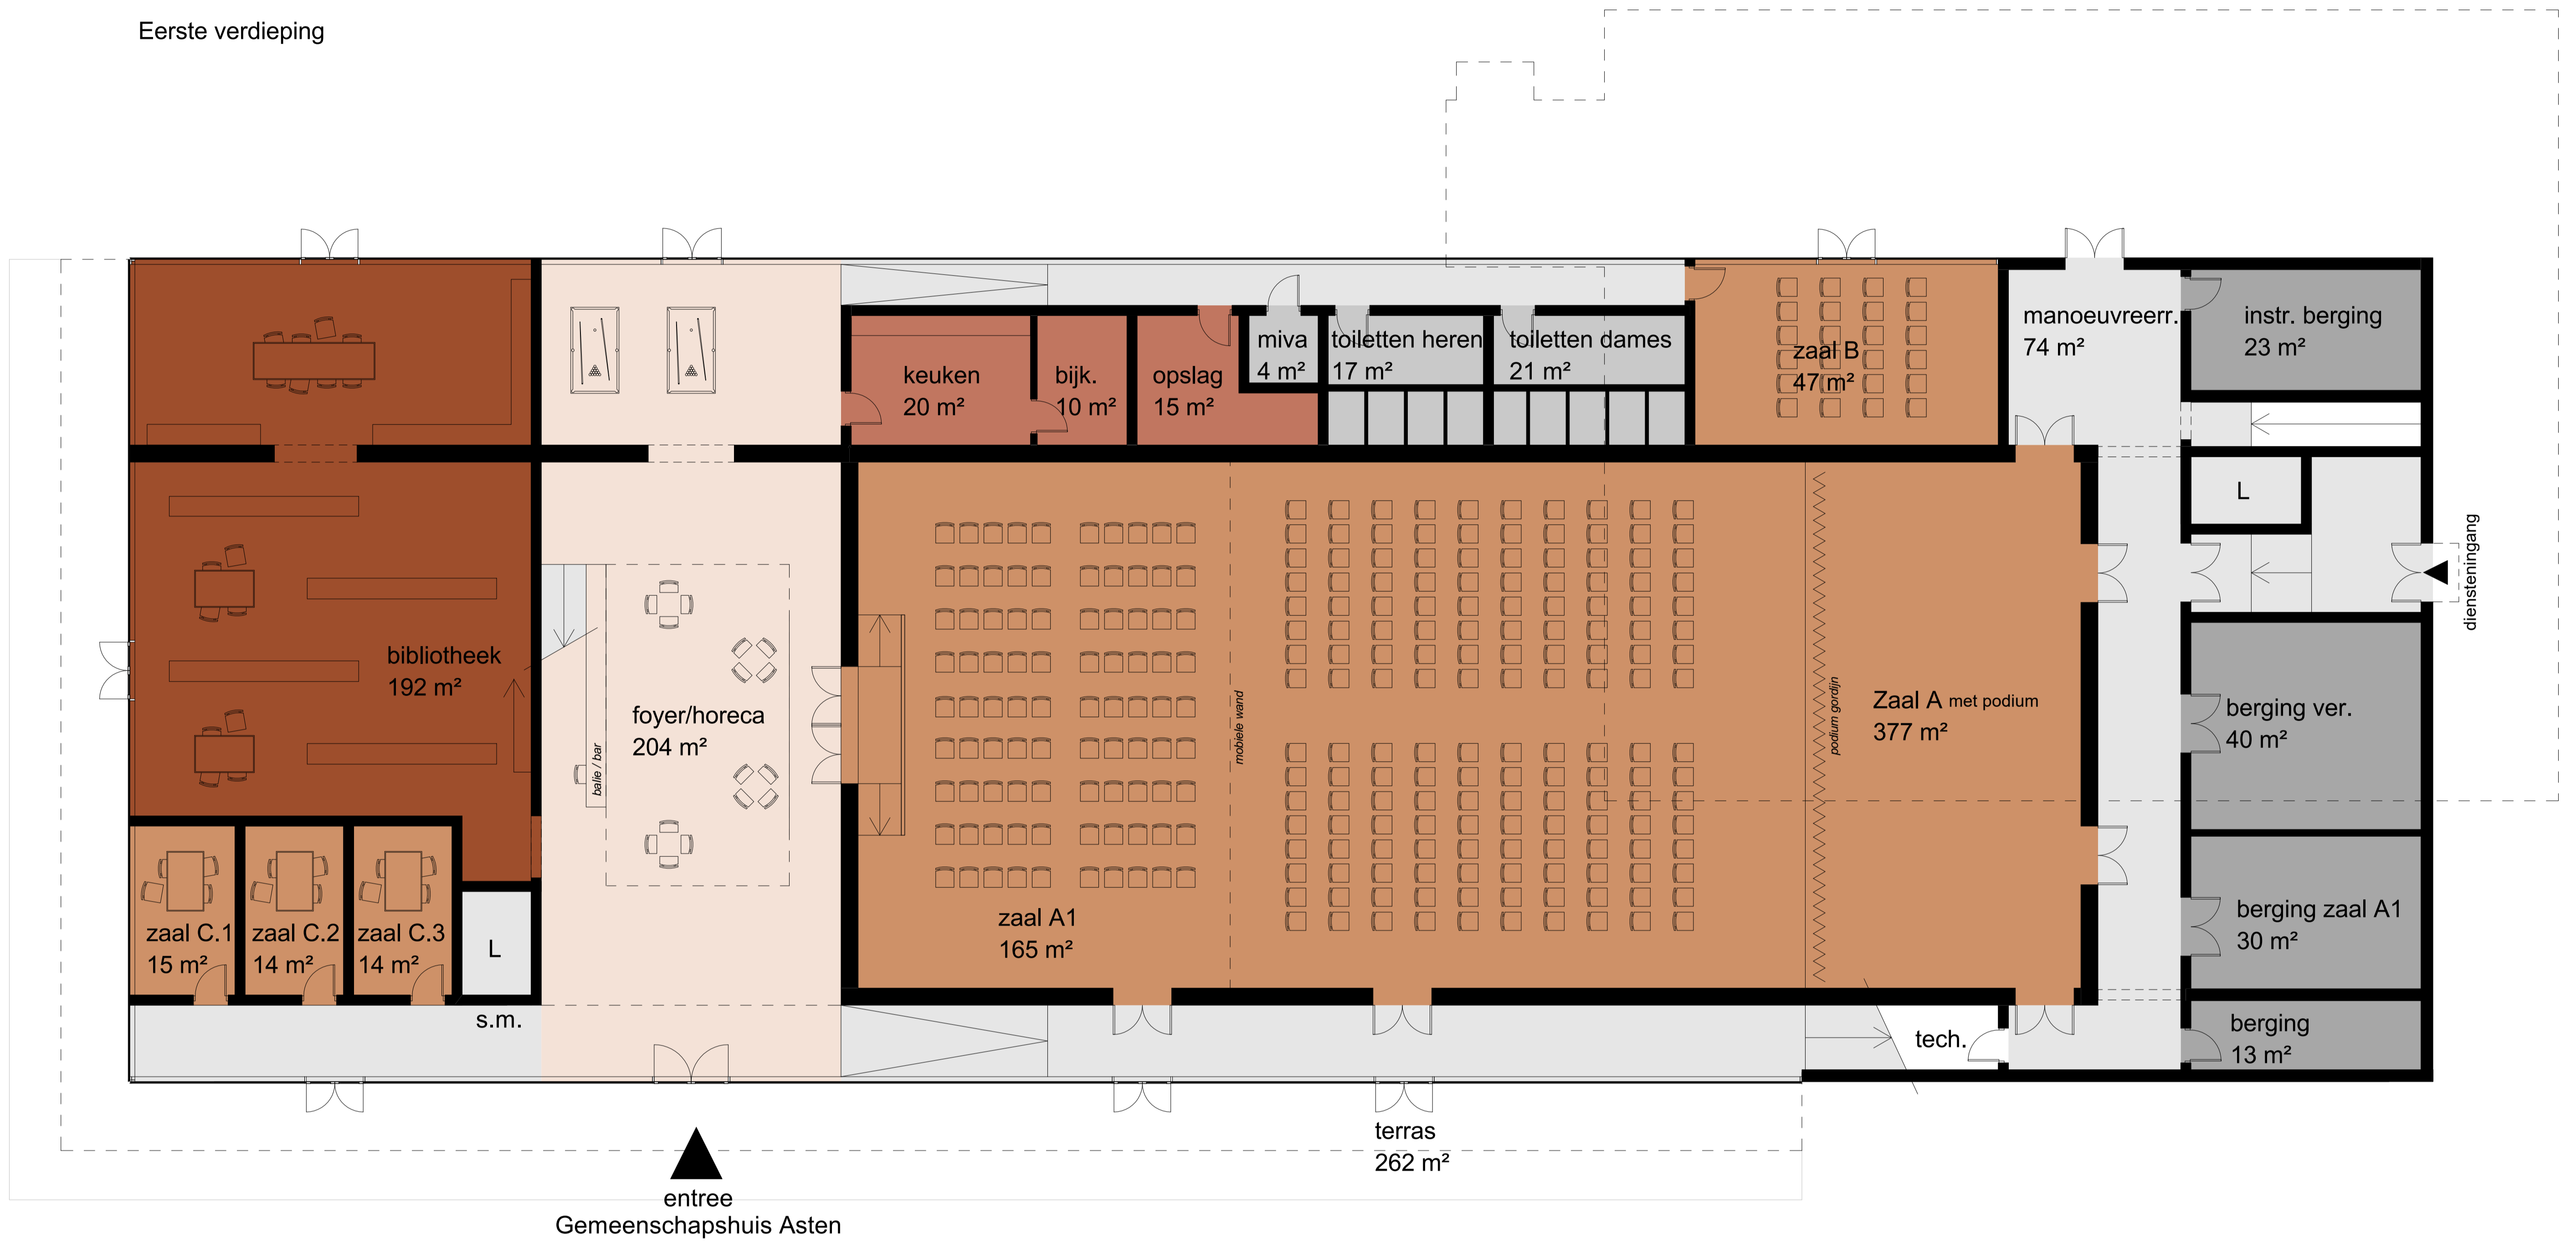 Eerste verdieping
manoeuvreerr.
74 m²
instr. berging
23 m²
miva
4 m²
toiletten heren
17 m²
toiletten dames
21 m²
zaal B
47 m²
keuken
20 m²
bijk.
10 m²
opslag
15 m²
L
diensteningang
bibliotheek
192 m²
foyer/horeca
204 m²
balie / bar
mobiele wand
podium gordijn
Zaal A met podium
377 m²
berging ver.
40 m²
zaal A1
165 m²
berging zaal A1
30 m²
zaal C.1
15 m²
zaal C.2
14 m²
zaal C.3
14 m²
L
s.m.
tech.
berging
13 m²
terras
262 m²
entree
Gemeenschapshuis Asten